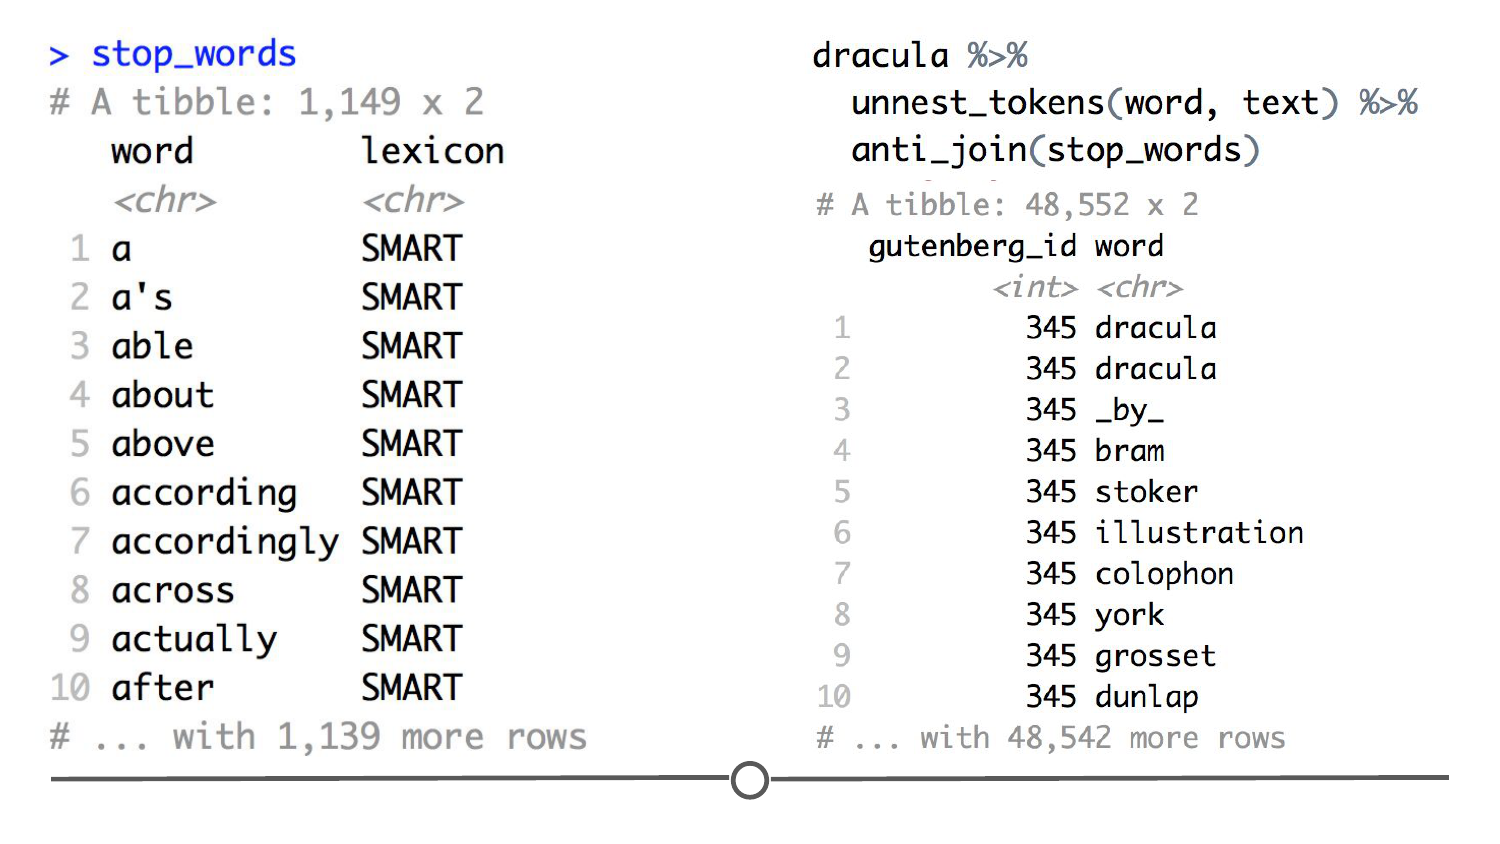 > stop_words
# A tibble: 1,149 x 2
word lexicon
<chr> <chr>
1 a SMART
2 a's SMART
3 able SMART
4 about SMART
5 above SMART
6 according SMART
7 accordingly SMART
8 across SMART
9 actually SMART
10 after SMART
# ... with 1,139 more rows
dracula %>%
unnest_tokens(word, text) %>%
anti_join(stop_words)
# A tibble: 48,552 x 2
gutenberg_id word
<int> <chr>
1 345 dracula
2 345 dracula
3 345 _by_
4 345 bram
5 345 stoker
6 345 illustration
7 345 colophon
8 345 york
9 345 grosset
10 345 dunlap
# ... with 48,542 more rows